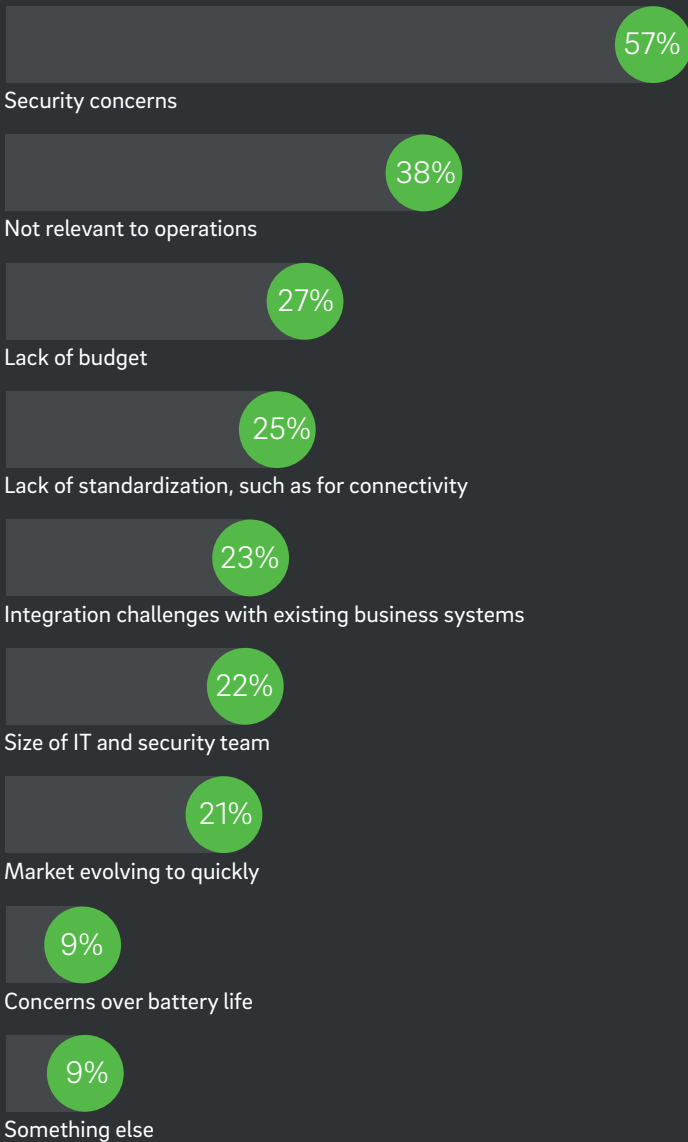 57%
Security concerns
38%
Not relevant to operations
27%
Lack of budget
25%
Lack of standardization, such as for connectivity
23%
Integration challenges with existing business systems
22%
Size of IT and security team
21%
Market evolving to quickly
9%
Concerns over battery life
9%
Something else